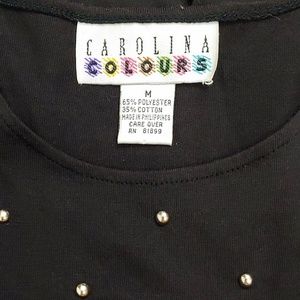 CAROLINA
COLOURS
M
65% POLYESTER
35% COTTON
MADE IN PHILIPPINES
CARE OVER
RN 81899